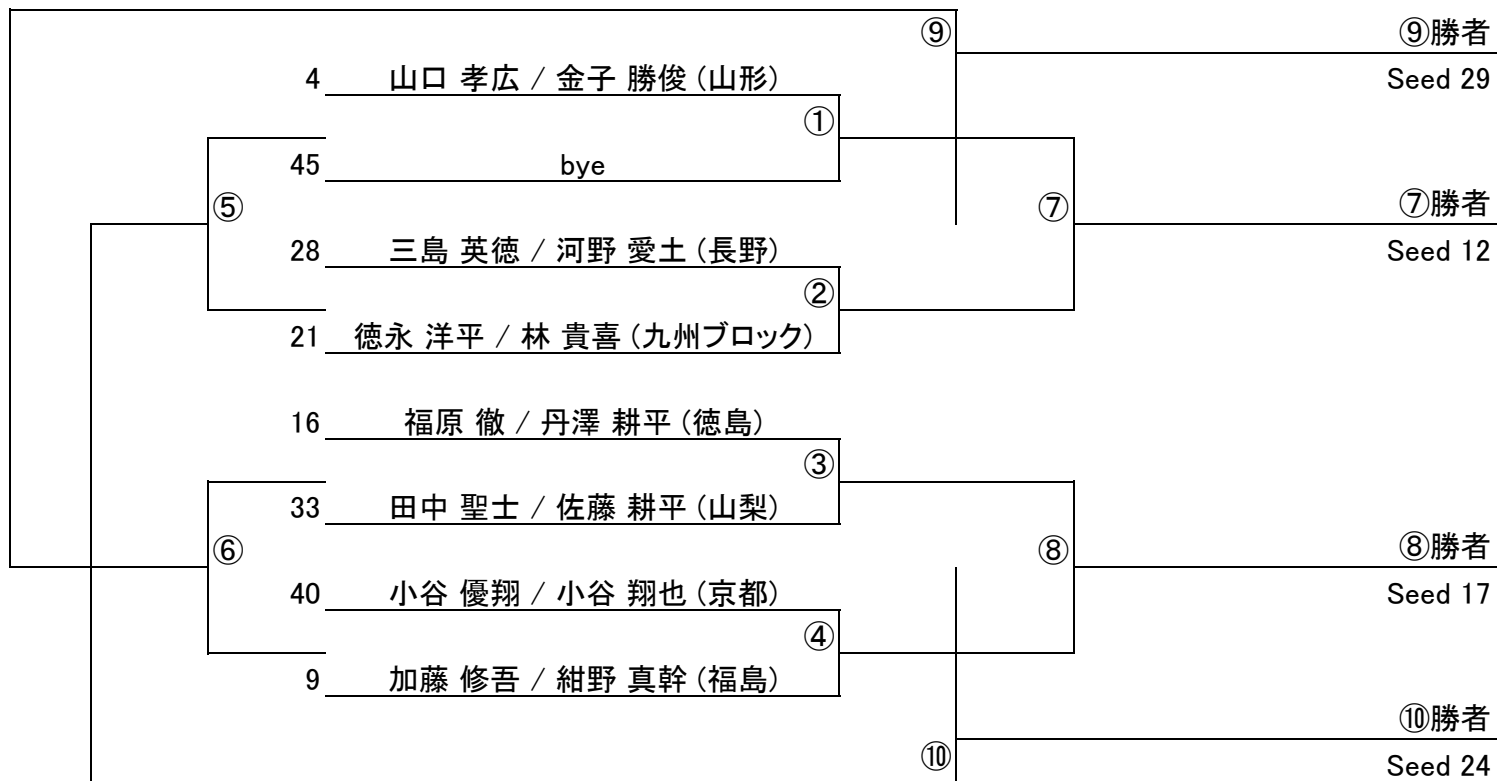 ⑨ ⑨勝者
4 山口 孝広 / 金子 勝俊 (山形) Seed 29
①
45 bye
⑤ ⑦ ⑦勝者
28 三島 英徳 / 河野 愛土 (長野) Seed 12
②
21 徳永 洋平 / 林 貴喜 (九州ブロック)
16 福原 徹 / 丹澤 耕平 (徳島)
③
33 田中 聖士 / 佐藤 耕平 (山梨)
⑥ ⑧ ⑧勝者
40 小谷 優翔 / 小谷 翔也 (京都) Seed 17
④
9 加藤 修吾 / 紺野 真幹 (福島)
⑩勝者
⑩ Seed 24